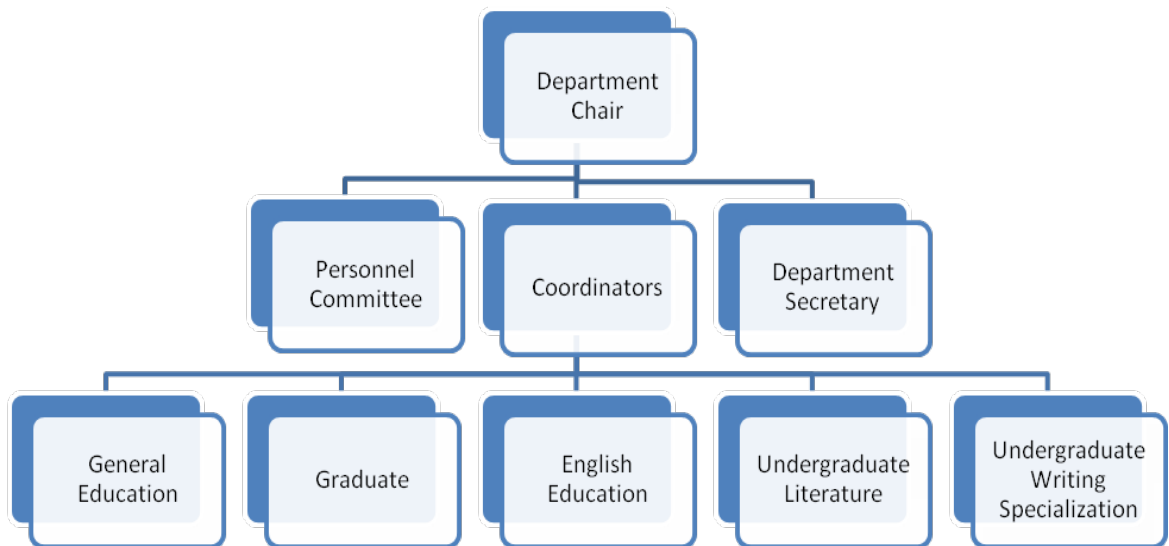 Department
Chair
Personnel
Committee
Coordinators
Department
Secretary
General
Education
Graduate
English
Education
Undergraduate
Literature
Undergraduate
Writing
Specialization